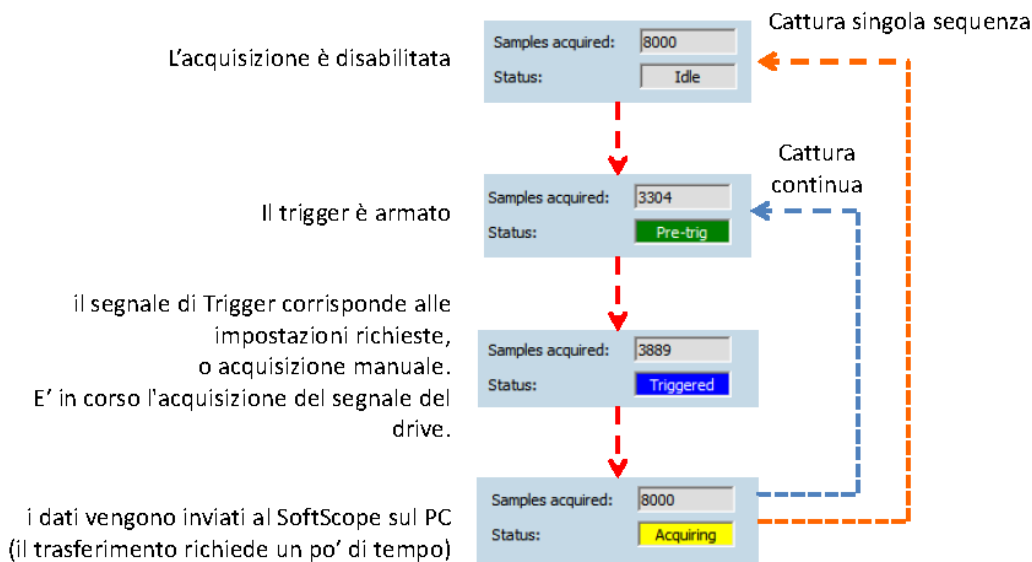 Cattura singola sequenza
L'acquisizione è disabilitata
Samples acquired: 8000
Status: Idle
Cattura
continua
Il trigger è armato
Samples acquired: 3304
Status: Pre-trig
il segnale di Trigger corrisponde alle
impostazioni richieste,
o acquisizione manuale.
E' in corso l'acquisizione del segnale del
drive.
Samples acquired: 3889
Status: Triggered
i dati vengono inviati al SoftScope sul PC
(il trasferimento richiede un po' di tempo)
Samples acquired: 8000
Status: Acquiring